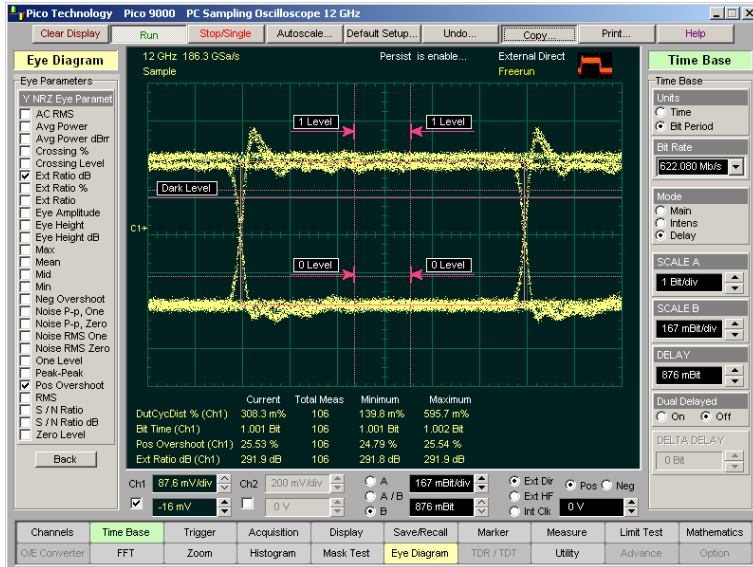 Pico Technology Pico 9000 PC Sampling Oscilloscope 12 GHz
Clear Display Run Stop/Single Autoscale... Default Setup... Undo... Copy... Print... Help
Eye Diagram
Eye Parameters
Y NRZ Eye Paramet
AC RMS
Avg Power
Avg Power dBm
Crossing %
Crossing Level
Ext Ratio dB
Ext Ratio %
Ext Ratio
Eye Amplitude
Eye Height
Eye Height dB
Max
Mean
Mid
Min
Neg Overshoot
Noise P-p, One
Noise P-p, Zero
Noise RMS One
Noise RMS Zero
One Level
Peak-Peak
Pos Overshoot
RMS
S / N Ratio
S / N Ratio dB
Zero Level
Back
12 GHz 186.3 GSa/s Persist is enable... External Direct
Sample Freerun
1 Level 1 Level
Dark Level
C1+
0 Level 0 Level
Current Total Meas Minimum Maximum
DutCycDist % (Ch1) 308.3 m% 106 139.8 m% 595.7 m%
Bit Time (Ch1) 1.001 Bit 106 1.001 Bit 1.002 Bit
Pos Overshoot (Ch1) 25.53 % 106 24.79 % 25.54 %
Ext Ratio dB (Ch1) 291.9 dB 106 291.8 dB 291.9 dB
Time Base
Time Base
Units
Time
Bit Period
Bit Rate
622.080 Mb/s
Mode
Main
Intens
Delay
SCALE A
1 Bit/div
SCALE B
167 mBit/div
DELAY
876 mBit
Dual Delayed
On Off
DELTA DELAY
0 Bit
Ch1 87.6 mV/div Ch2 200 mV/div A 167 mBit/div Ext Dir Pos Neg
A / B Ext HF
-16 mV 0 V B 876 mBit Int Clk 0 V
Channels Time Base Trigger Acquisition Display Save/Recall Marker Measure Limit Test Mathematics
O/E Converter FFT Zoom Histogram Mask Test Eye Diagram TDR / TDT Utility Advance Option